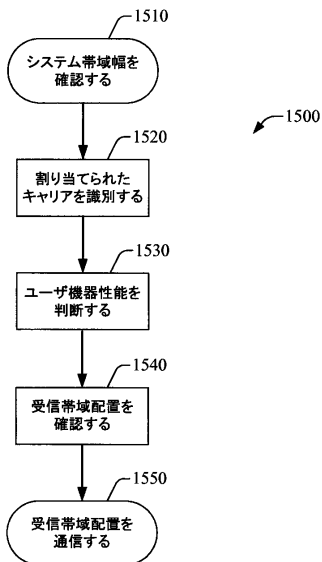 1510
システム帯域幅を
確認する
1500
1520
割り当てられた
キャリアを識別する
1530
ユーザ機器性能を
判断する
1540
受信帯域配置を
確認する
1550
受信帯域配置を
通信する